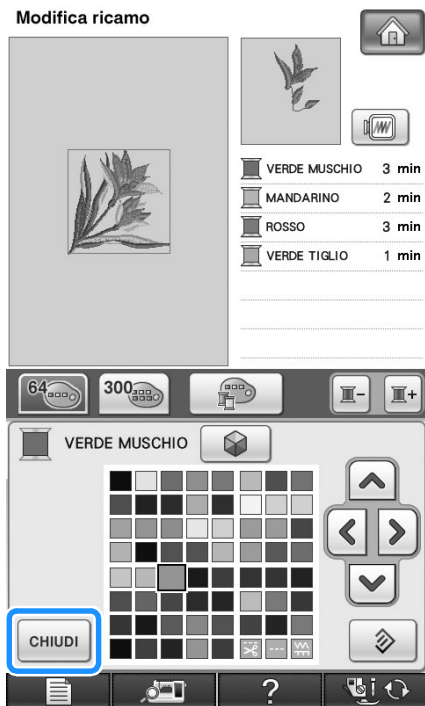 Modifica ricamo
VERDE MUSCHIO 3 min
MANDARINO 2 min
ROSSO 3 min
VERDE TIGLIO 1 min
64 300
VERDE MUSCHIO
CHIUDI
?